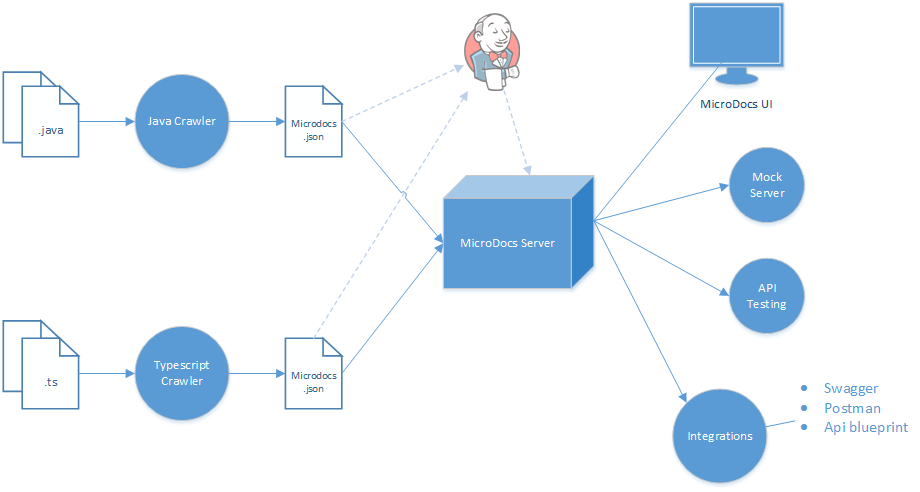 .java
Java Crawler
Microdocs
.json
MicroDocs UI
Mock
Server
MicroDocs Server
API
Testing
.ts
Typescript
Crawler
Microdocs
.json
Integrations
• Swagger
• Postman
• Api blueprint